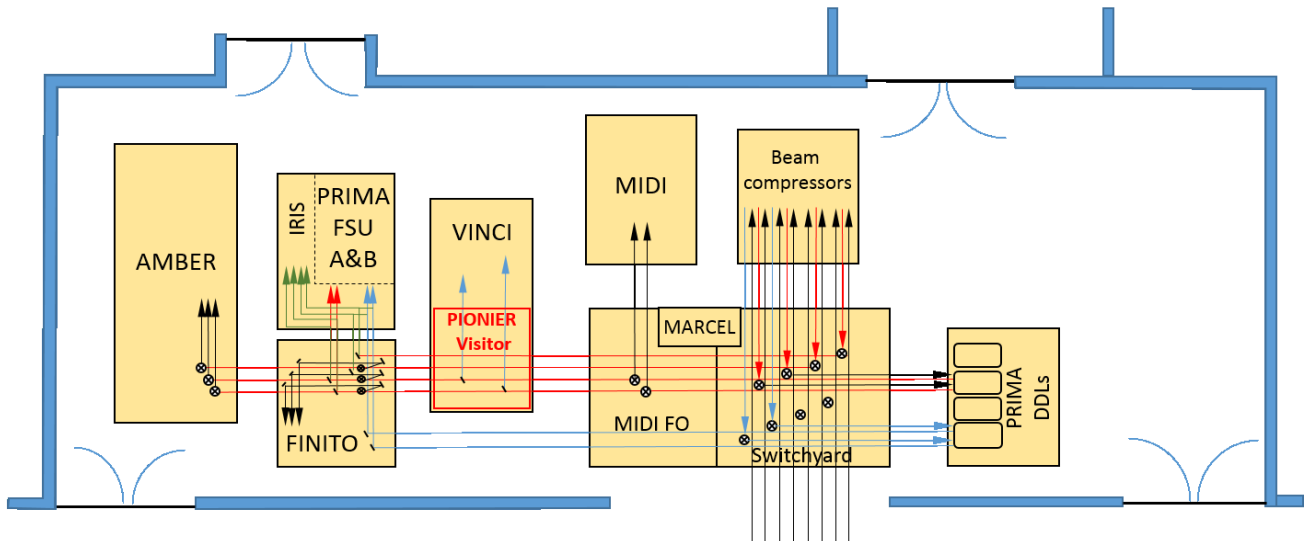 AMBER
IRIS
PRIMA
FSU
A&B
FINITO
VINCI
PIONIER
Visitor
MIDI
MARCEL
MIDI FO
Beam
compressors
Switchyard
PRIMA
DDLs